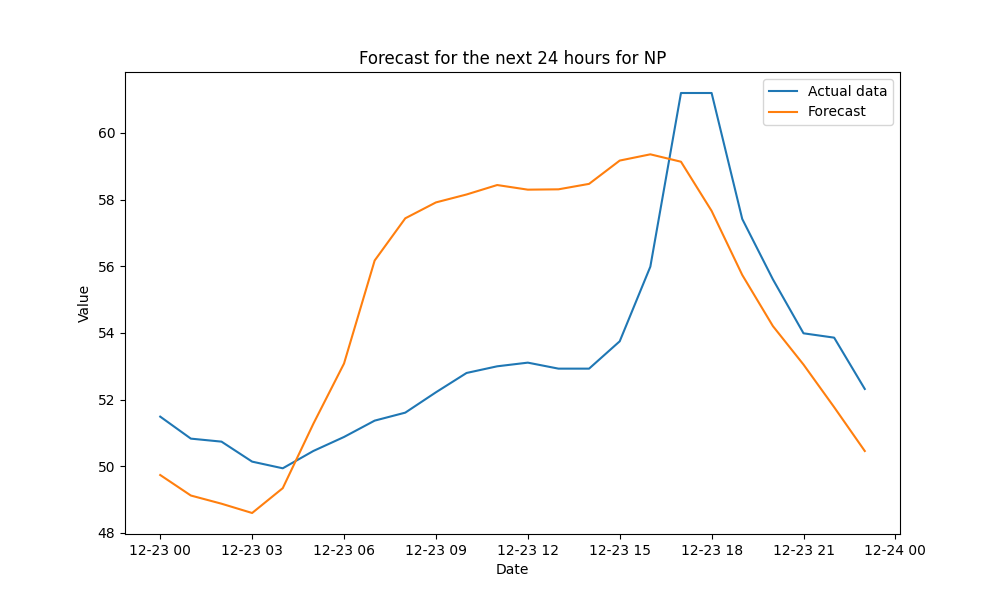 Forecast for the next 24 hours for NP
Actual data
Forecast
60
58
56
54
52
50
48
Value
12-23 00 12-23 03 12-23 06 12-23 09 12-23 12 12-23 15 12-23 18 12-23 21 12-24 00
Date